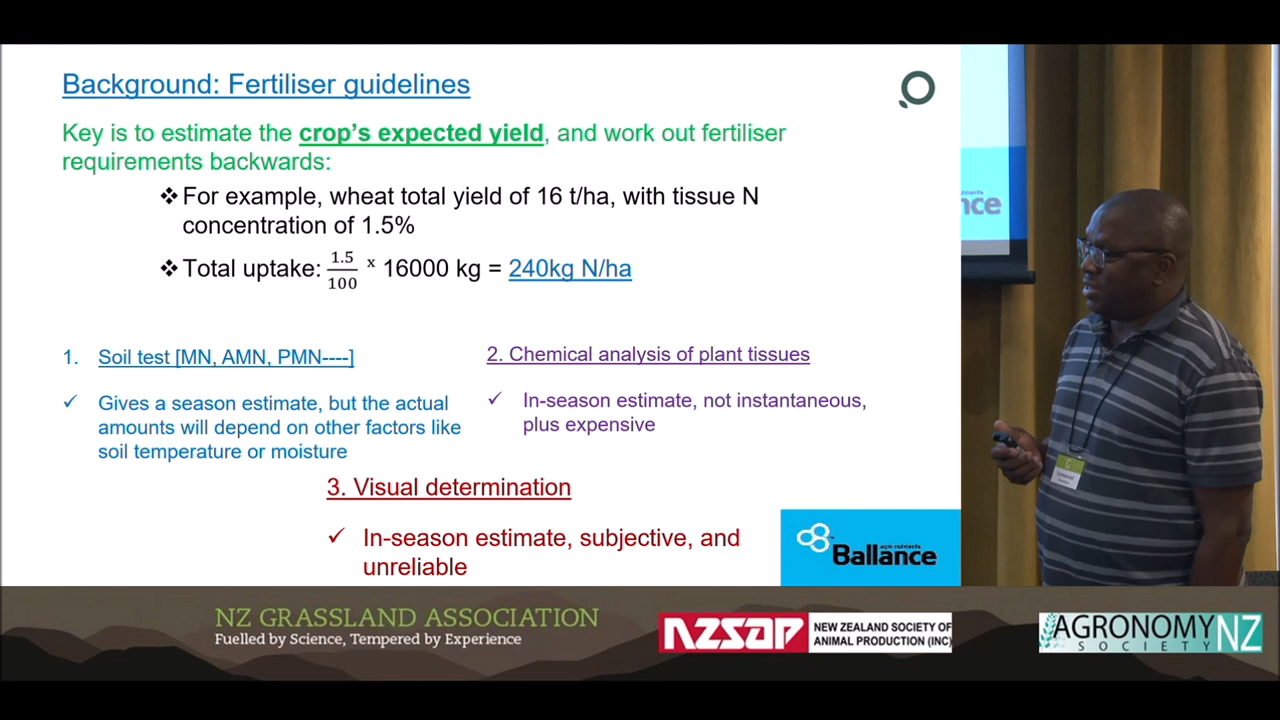 Background: Fertiliser guidelines
Key is to estimate the crop's expected yield, and work out fertiliser
requirements backwards:
❖ For example, wheat total yield of 16 t/ha, with tissue N
concentration of 1.5%
❖ Total uptake: 1.5/100 x 16000 kg = 240kg N/ha
1. Soil test [MN, AMN, PMN----]
✓ Gives a season estimate, but the actual
amounts will depend on other factors like
soil temperature or moisture
2. Chemical analysis of plant tissues
✓ In-season estimate, not instantaneous,
plus expensive
3. Visual determination
✓ In-season estimate, subjective, and
unreliable
agri-nutrients
Ballance
nce
G
NZ GRASSLAND ASSOCIATION
Fuelled by Science, Tempered by Experience
NZSAP
NEW ZEALAND SOCIETY OF
ANIMAL PRODUCTION (INC)
AGRONOMY NZ
SOCIETY